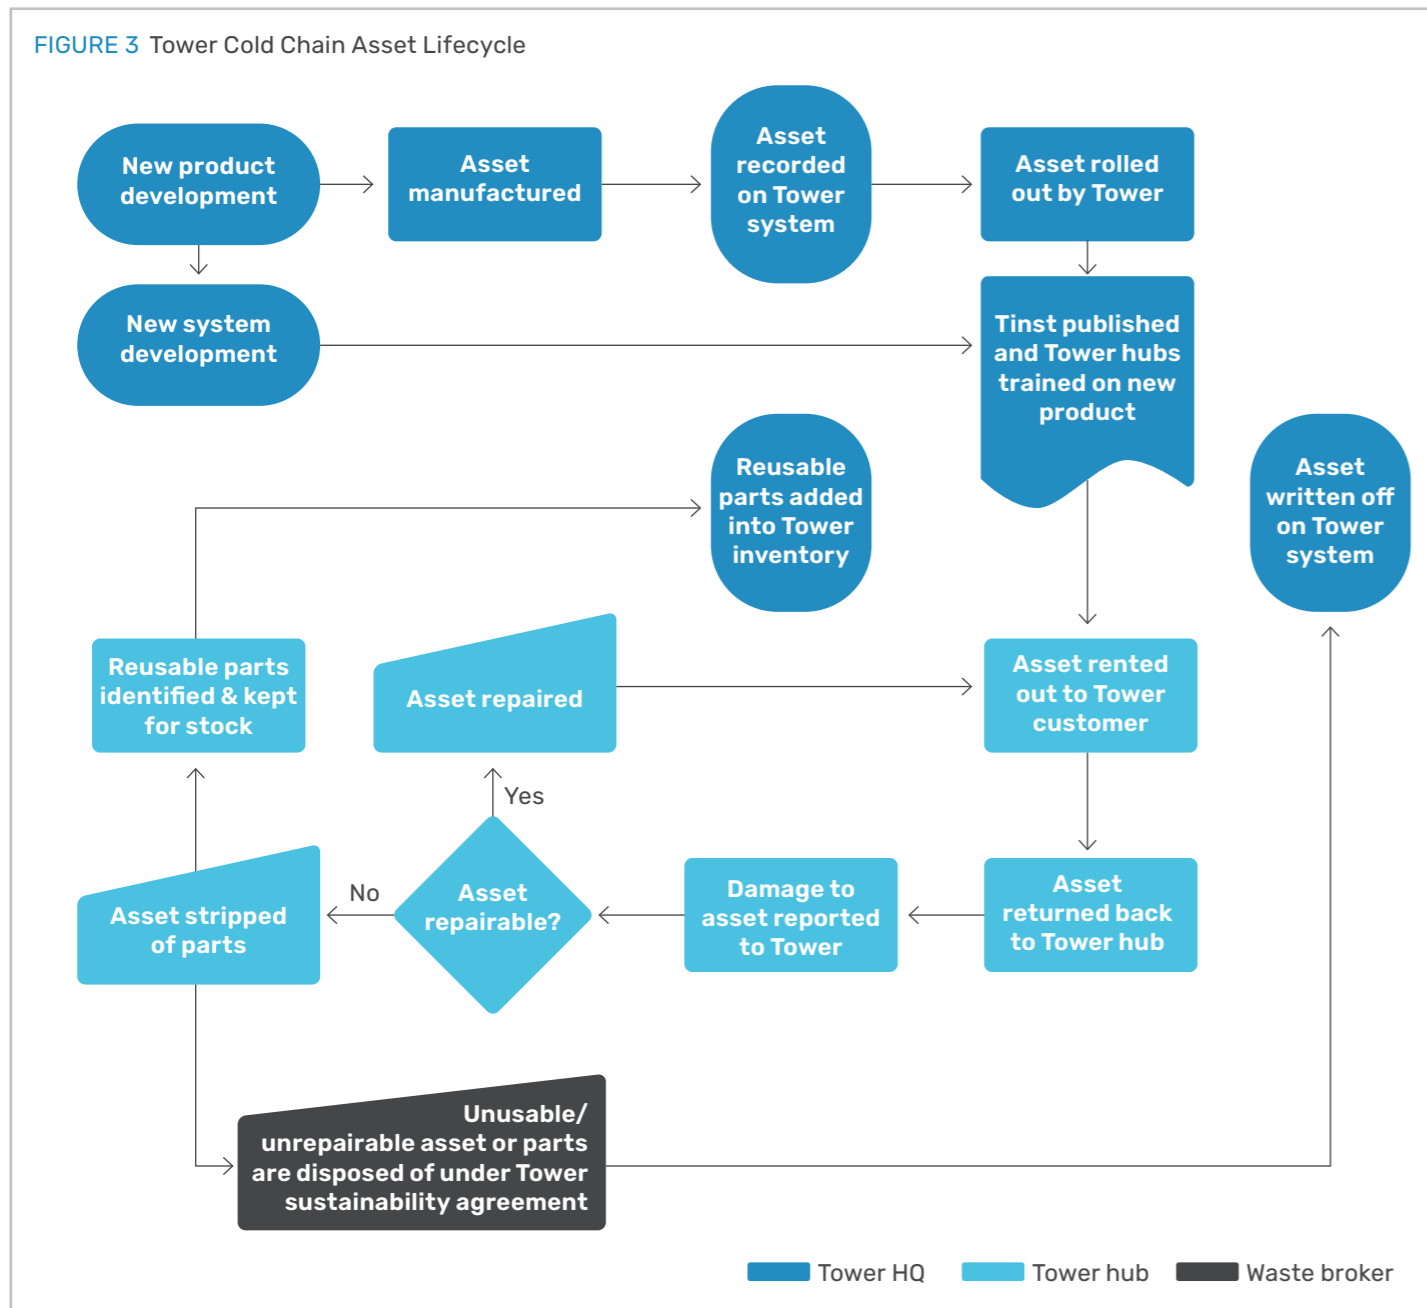 FIGURE 3 Tower Cold Chain Asset Lifecycle
New product
development
Asset
manufactured
Asset
recorded
on Tower
system
Asset rolled
out by Tower
New system
development
Tinst published
and Tower hubs
trained on new
product
Reusable
parts added
into Tower
inventory
Asset
written off
on Tower
system
Reusable parts
identified & kept
for stock
Asset repaired
Asset rented
out to Tower
customer
Yes
No
Asset stripped
of parts
Asset
repairable?
Damage to
asset reported
to Tower
Asset
returned back
to Tower hub
Unusable/
unrepairable asset or parts
are disposed of under Tower
sustainability agreement
Tower HQ
Tower hub
Waste broker